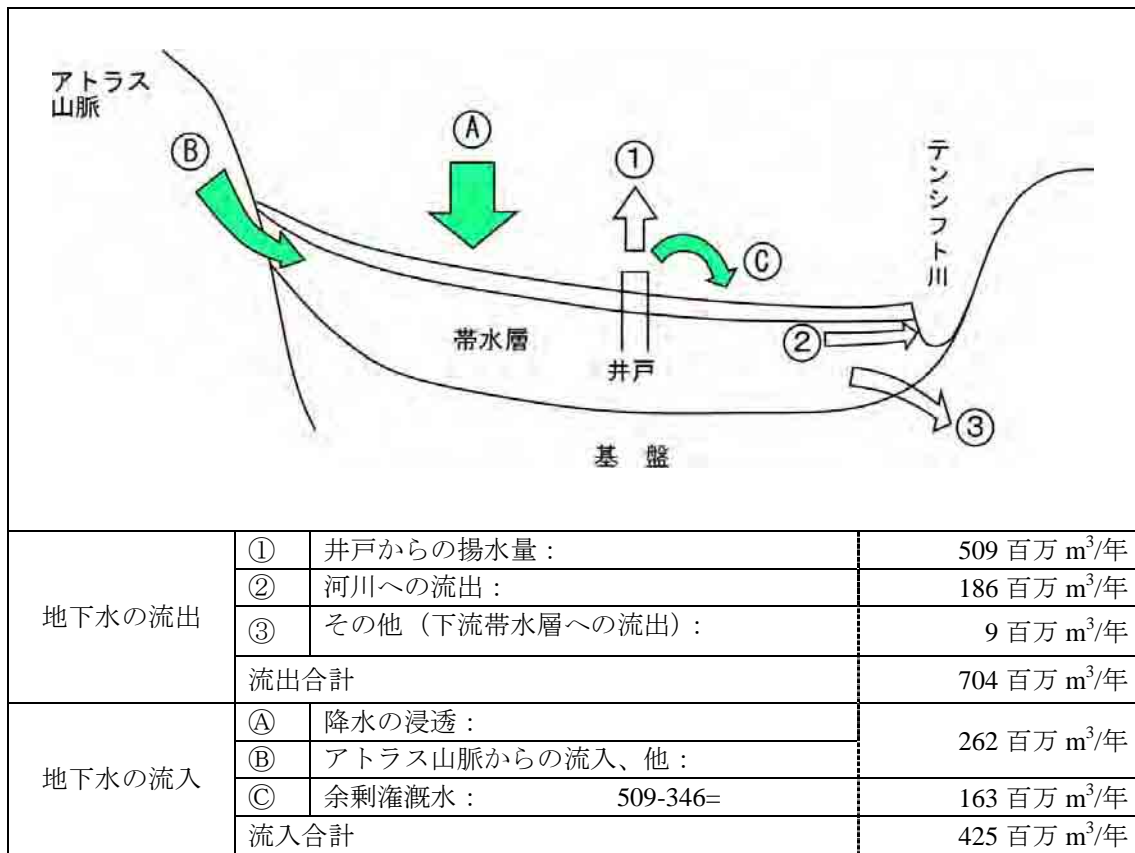 アトラス
山脈
Ⓑ
Ⓐ
①
Ⓒ
テンシフト川
②
帯水層
井戸
③
基 盤
地下水の流出
① 井戸からの揚水量： 509 百万 m³/年
② 河川への流出： 186 百万 m³/年
③ その他（下流帯水層への流出）： 9 百万 m³/年
流出合計 704 百万 m³/年
地下水の流入
Ⓐ 降水の浸透：
Ⓑ アトラス山脈からの流入、他： 262 百万 m³/年
Ⓒ 余剰潅漑水： 509-346= 163 百万 m³/年
流入合計 425 百万 m³/年